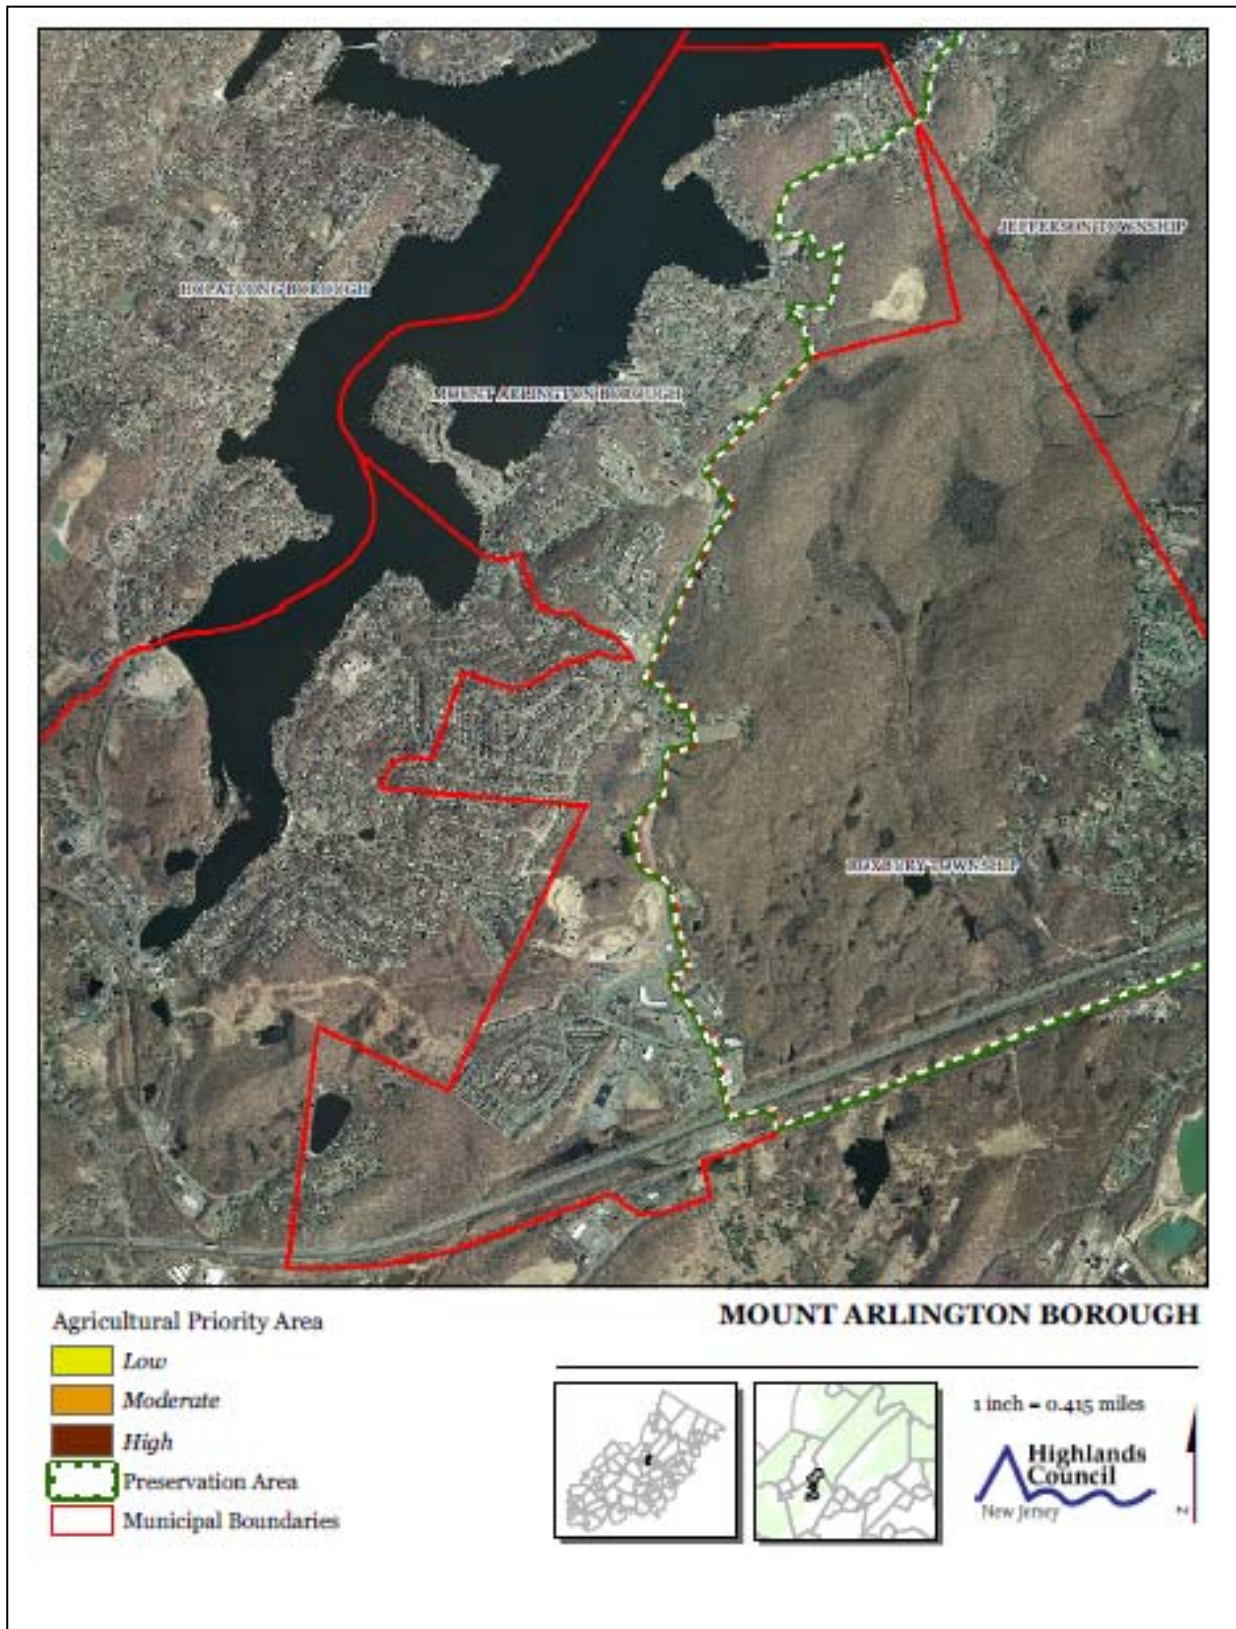 JEFFERSON TOWNSHIP
HOPATCONG BOROUGH
MOUNT ARLINGTON BOROUGH
ROXBURY TOWNSHIP
Agricultural Priority Area
MOUNT ARLINGTON BOROUGH
Low
Moderate
High
Preservation Area
Municipal Boundaries
1 inch = 0.415 miles
Highlands
Council
New Jersey
N